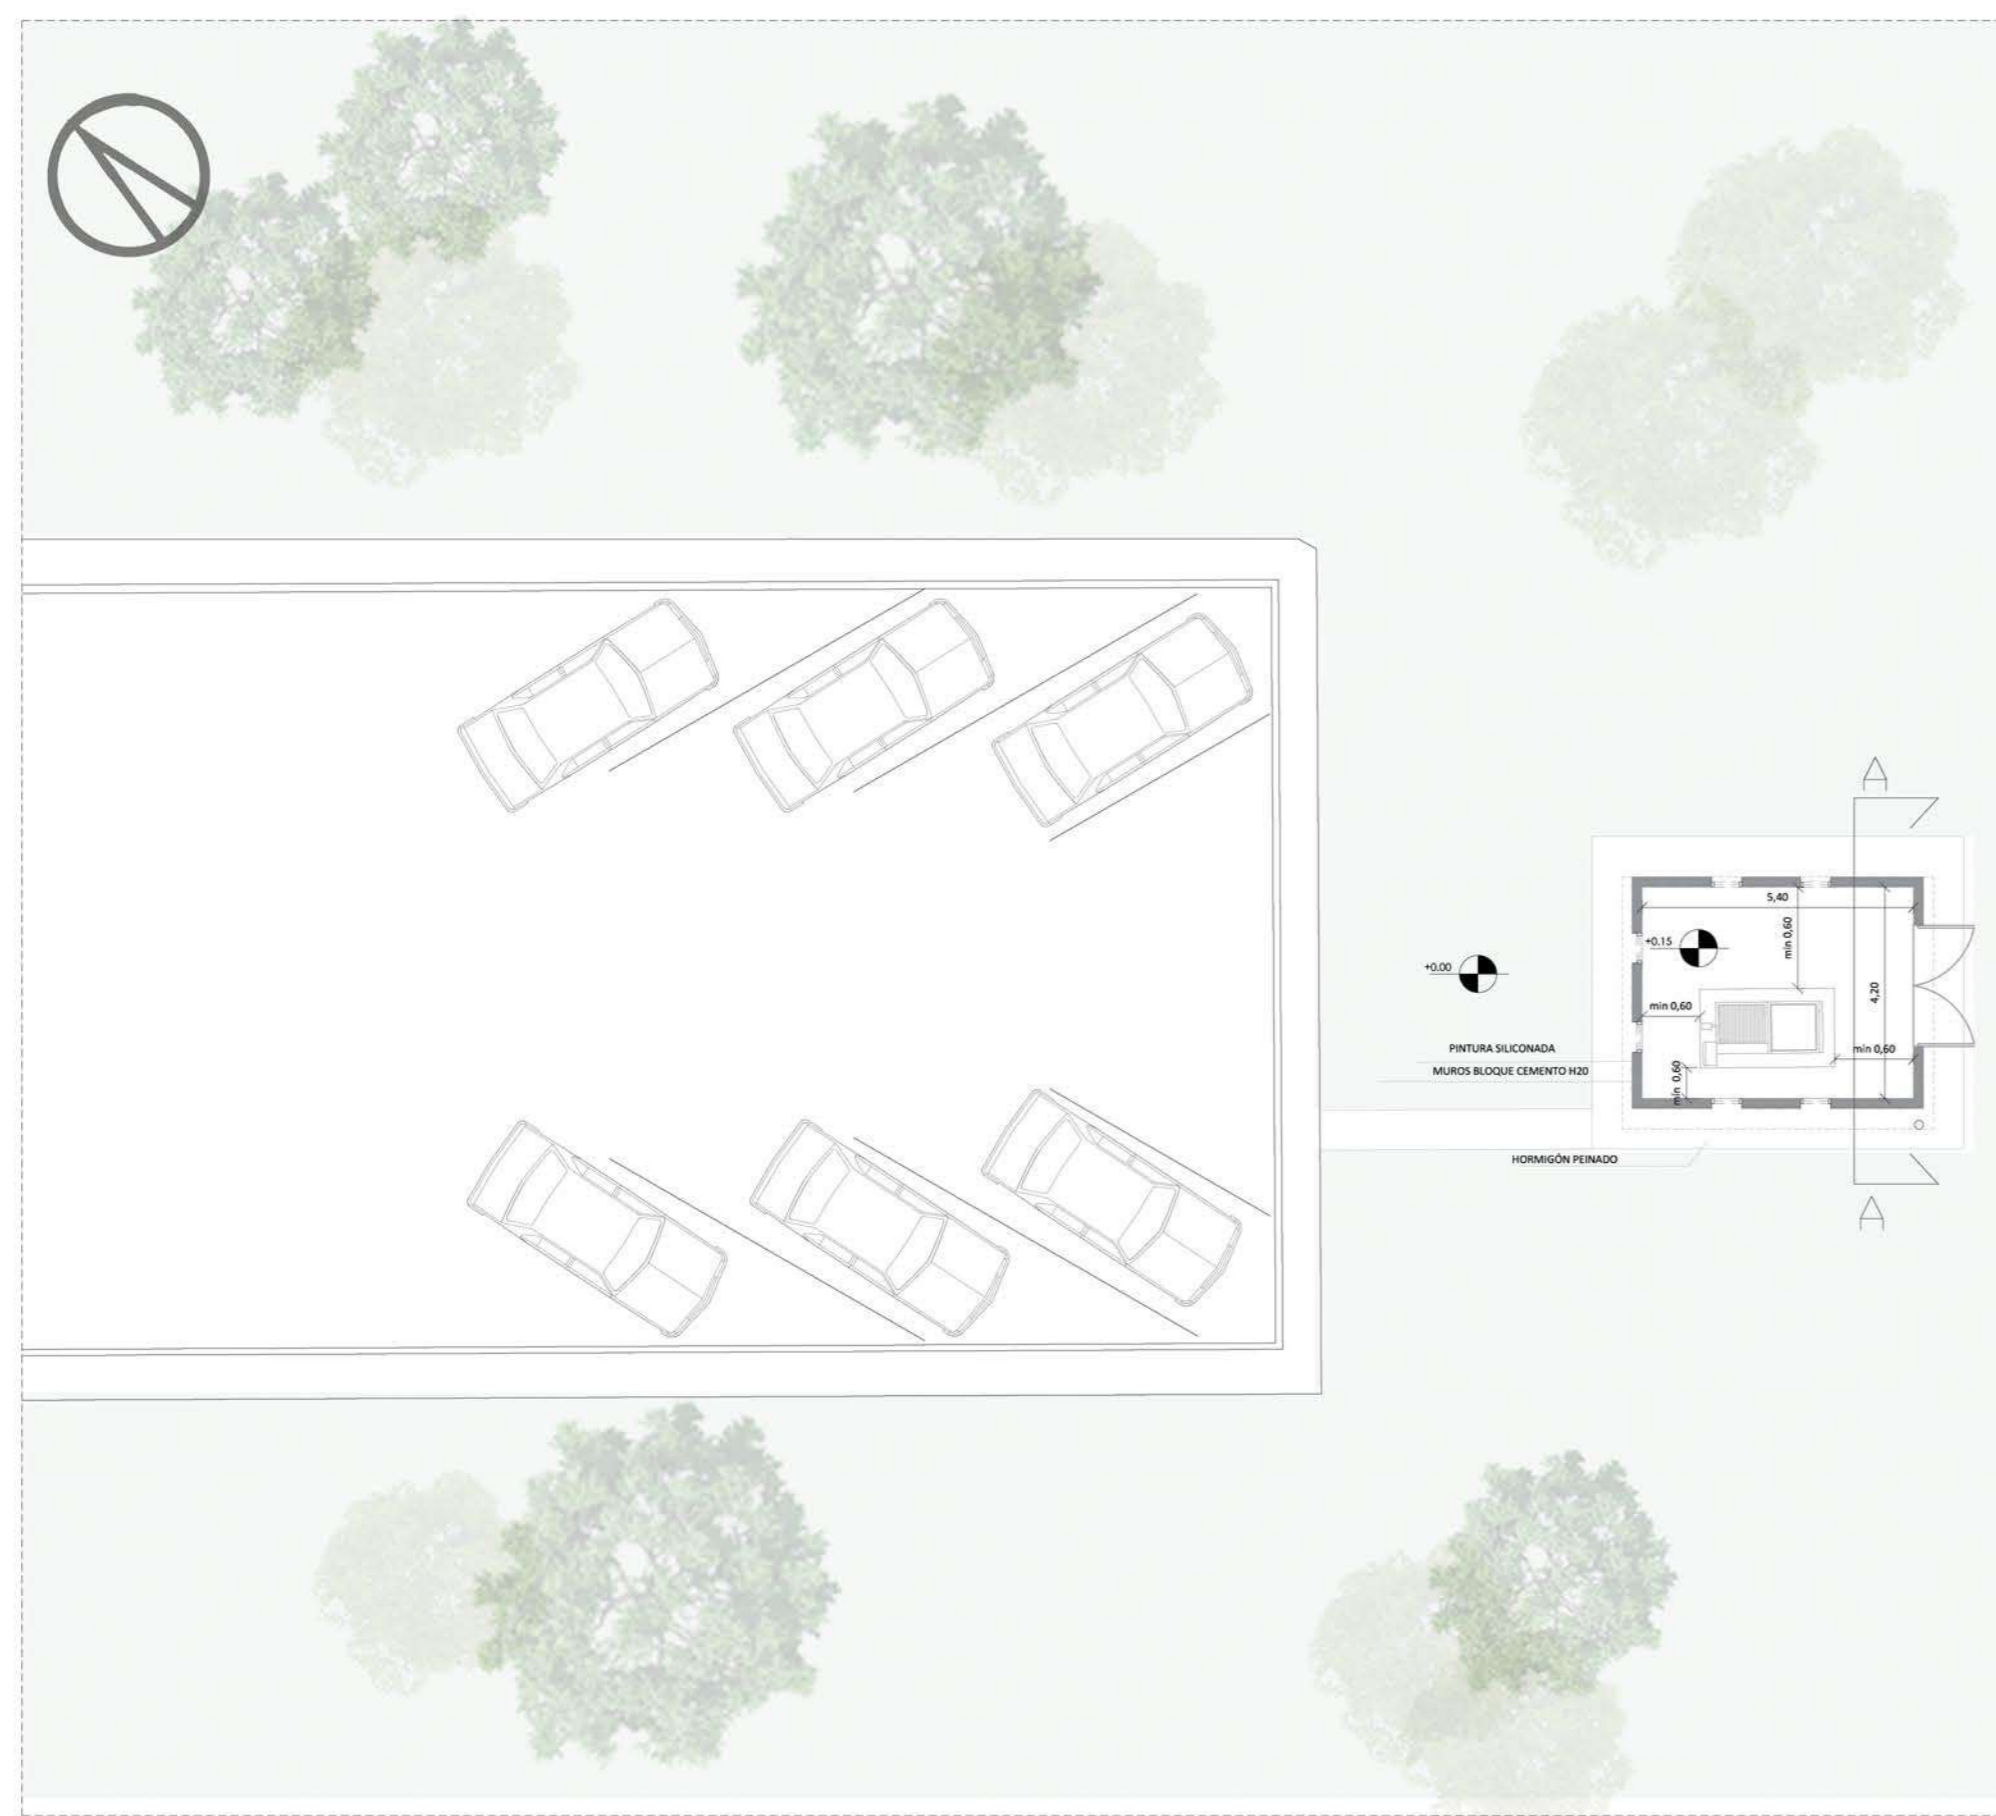 A
5,40
min 0,60
+0.15
+0.00
4,20
min 0,60
min 0,60
min 0,60
PINTURA SILICONADA
MUROS BLOQUE CEMENTO H20
HORMIGÓN PEINADO
A